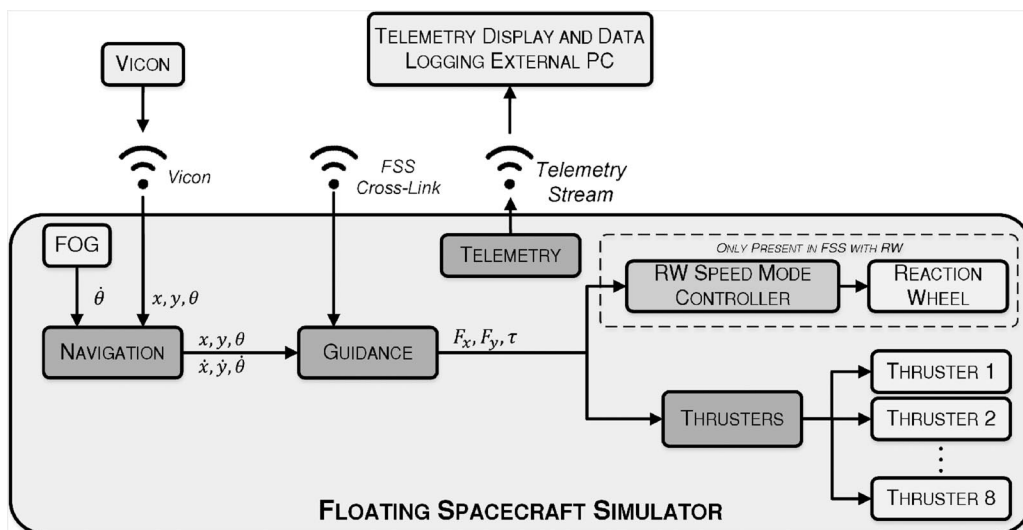 VICON
TELEMETRY DISPLAY AND DATA
LOGGING EXTERNAL PC
Vicon
FSS
Cross-Link
Telemetry
Stream
FOG
TELEMETRY
ONLY PRESENT IN FSS WITH RW
RW SPEED MODE
CONTROLLER
REACTION
WHEEL
θ̇
x, y, θ
NAVIGATION
x, y, θ
ẋ, ẏ, θ̇
GUIDANCE
Fₓ, Fᵧ, τ
THRUSTERS
THRUSTER 1
THRUSTER 2
⋮
THRUSTER 8
FLOATING SPACECRAFT SIMULATOR